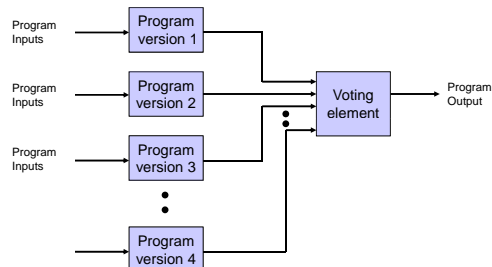 Program
Inputs
Program
version 1
Program
Inputs
Program
version 2
Voting
element
Program
Output
Program
Inputs
Program
version 3
Program
version 4